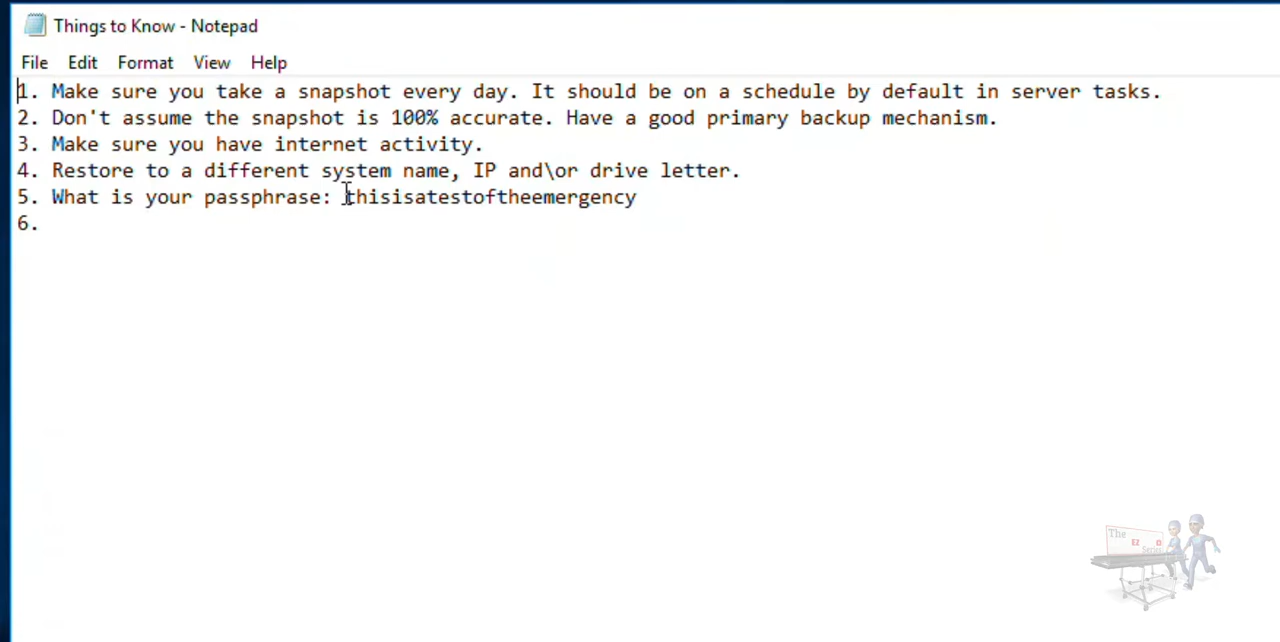 Things to Know - Notepad
File Edit Format View Help
1. Make sure you take a snapshot every day. It should be on a schedule by default in server tasks.
2. Don't assume the snapshot is 100% accurate. Have a good primary backup mechanism.
3. Make sure you have internet activity.
4. Restore to a different system name, IP and\or drive letter.
5. What is your passphrase: thisisatestoftheemergency
6.
The
EZ D
Series